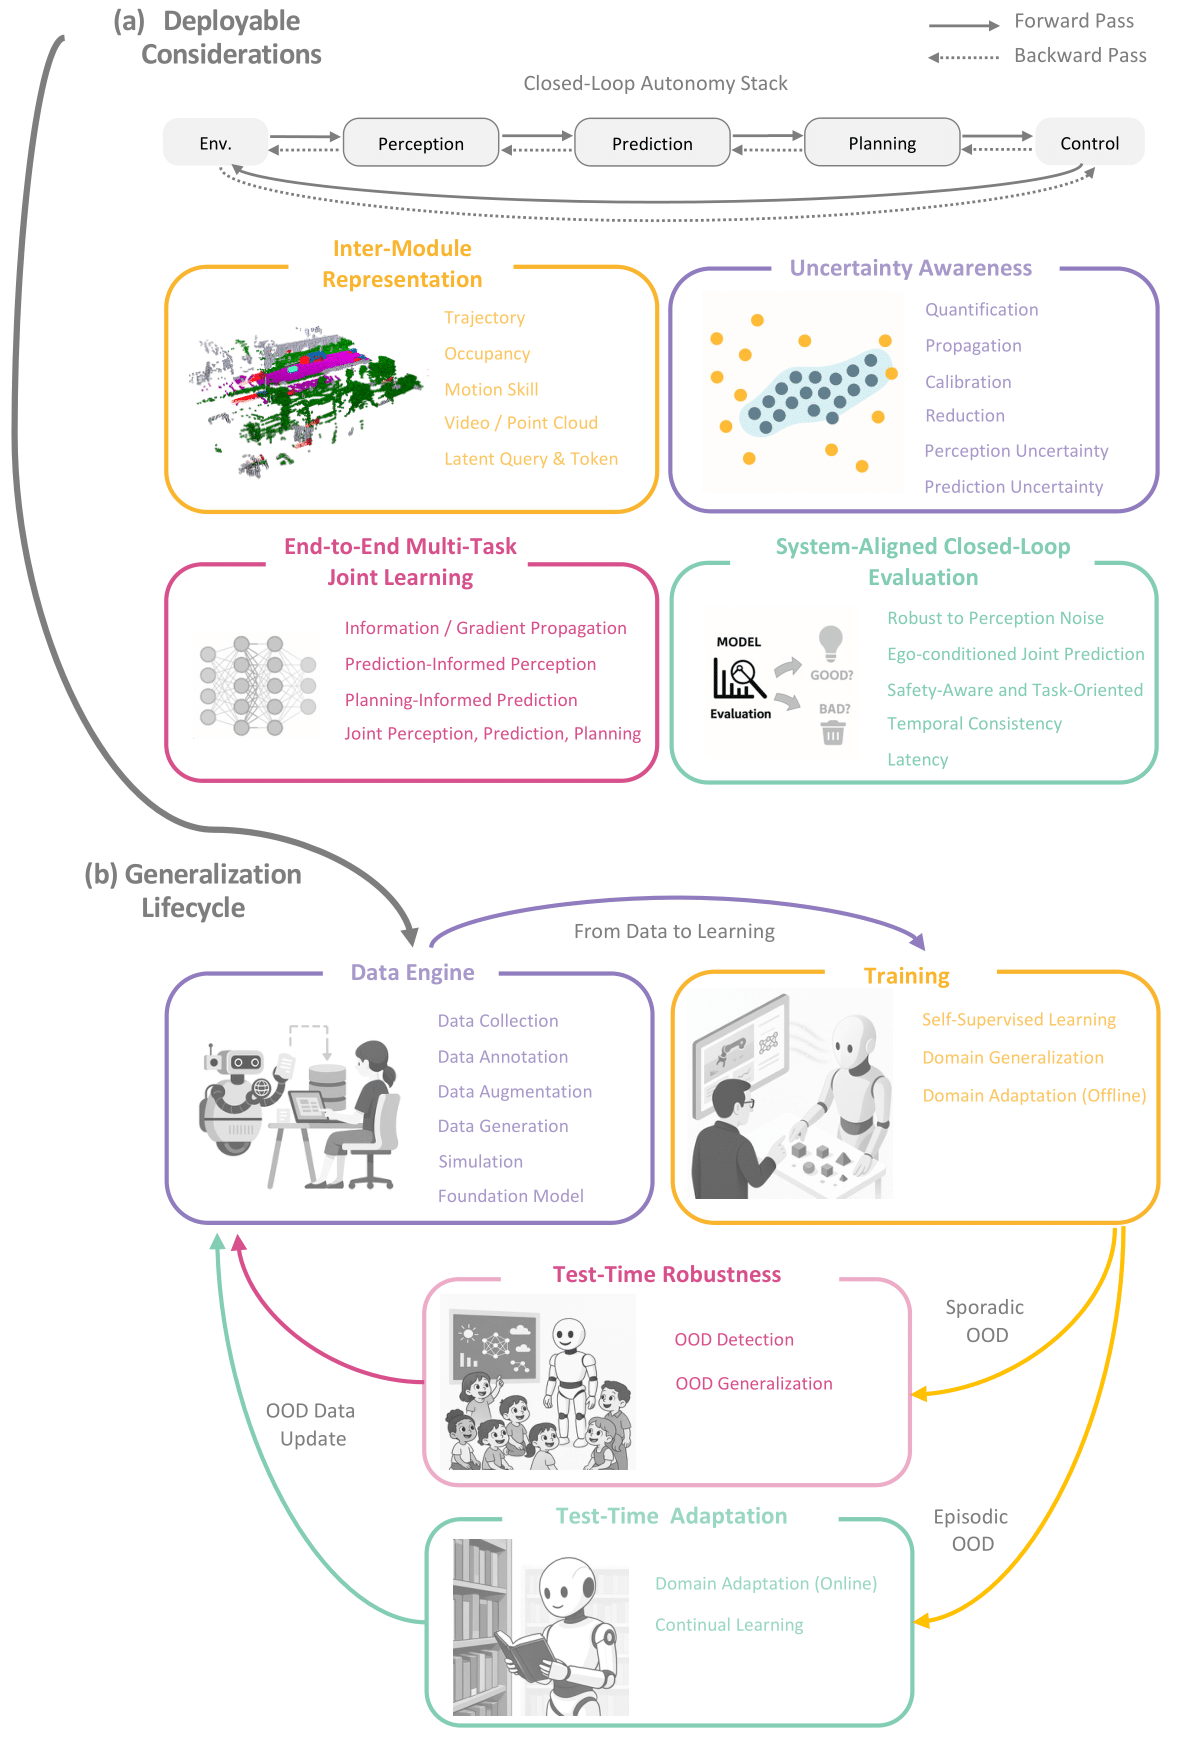 (a) Deployable
Considerations
Forward Pass
Backward Pass
Closed-Loop Autonomy Stack
Env.
Perception
Prediction
Planning
Control
Inter-Module
Representation
Trajectory
Occupancy
Motion Skill
Video / Point Cloud
Latent Query & Token
Uncertainty Awareness
Quantification
Propagation
Calibration
Reduction
Perception Uncertainty
Prediction Uncertainty
End-to-End Multi-Task
Joint Learning
Information / Gradient Propagation
Prediction-Informed Perception
Planning-Informed Prediction
Joint Perception, Prediction, Planning
System-Aligned Closed-Loop
Evaluation
MODEL
Evaluation
GOOD?
BAD?
Robust to Perception Noise
Ego-conditioned Joint Prediction
Safety-Aware and Task-Oriented
Temporal Consistency
Latency
(b) Generalization
Lifecycle
From Data to Learning
Data Engine
Data Collection
Data Annotation
Data Augmentation
Data Generation
Simulation
Foundation Model
Training
Self-Supervised Learning
Domain Generalization
Domain Adaptation (Offline)
Test-Time Robustness
OOD Detection
OOD Generalization
Sporadic
OOD
OOD Data
Update
Test-Time Adaptation
Domain Adaptation (Online)
Continual Learning
Episodic
OOD